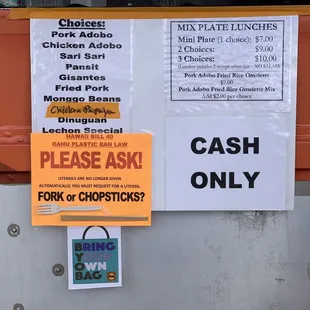 Choices:
Pork Adobo
Chicken Adobo
Sari Sari
Pansit
Gisantes
Fried Pork
Monggo Beans
Chicken Papaya
Dinuguan
Lechon Special
HAWAII BILL 40
OAHU PLASTIC BAN LAW
PLEASE ASK!
UTENSILS ARE NO LONGER GIVEN
AUTOMATICALLY, YOU MUST REQUEST FOR A UTENSIL
FORK or CHOPSTICKS?
BRING
YOUR
OWN
BAG
MIX PLATE LUNCHES
Mini Plate (1 choice) $7.00
2 Choices: $9.00
3 Choices: $10.00
Pork Adobo Fried Rice Omelette
$9.00
Pork Adobo Fried Rice Omelette Mix
Add $2.00 per choice
CASH
ONLY